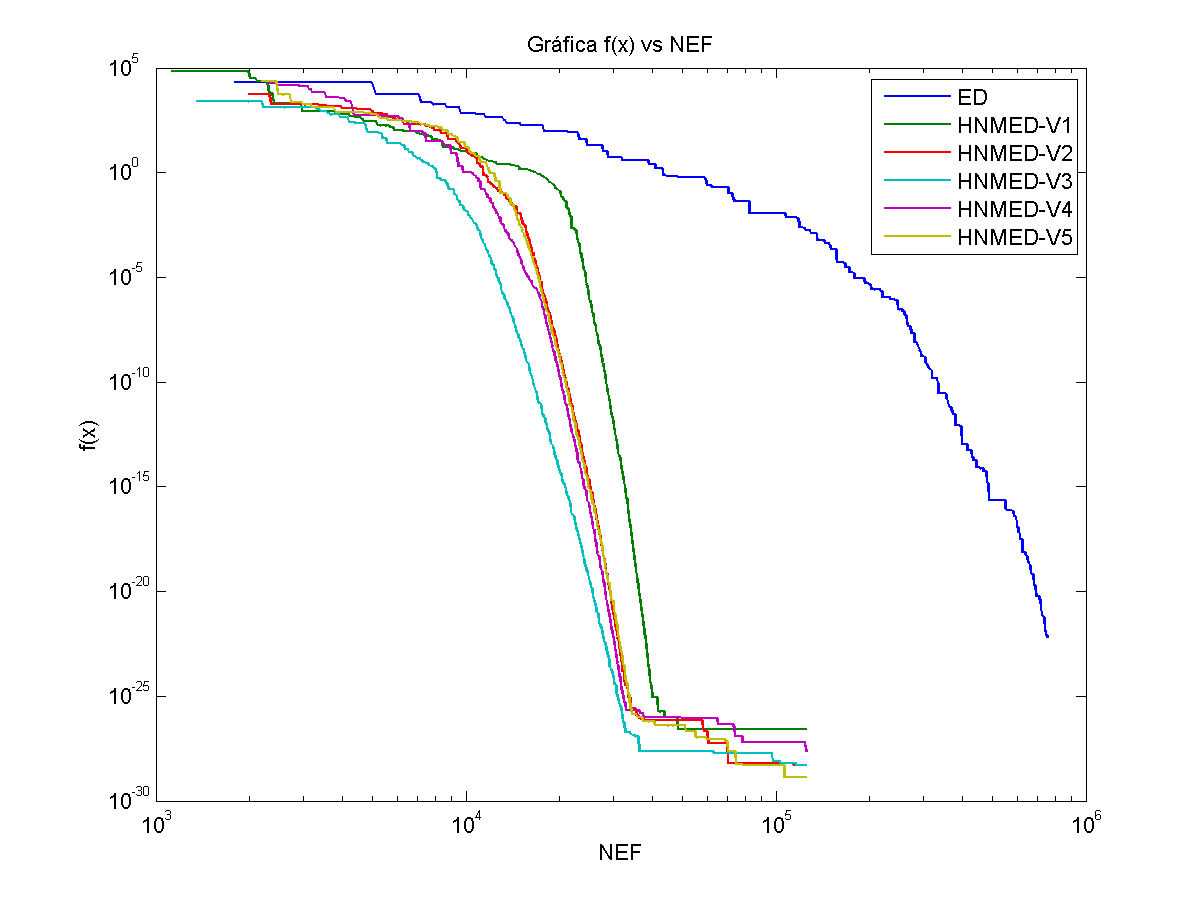 Gráfica f(x) vs NEF
10^5
10^0
10^-5
10^-10
10^-15
10^-20
10^-25
10^-30
f(x)
10^3
10^4
10^5
10^6
NEF
ED
HNMED-V1
HNMED-V2
HNMED-V3
HNMED-V4
HNMED-V5